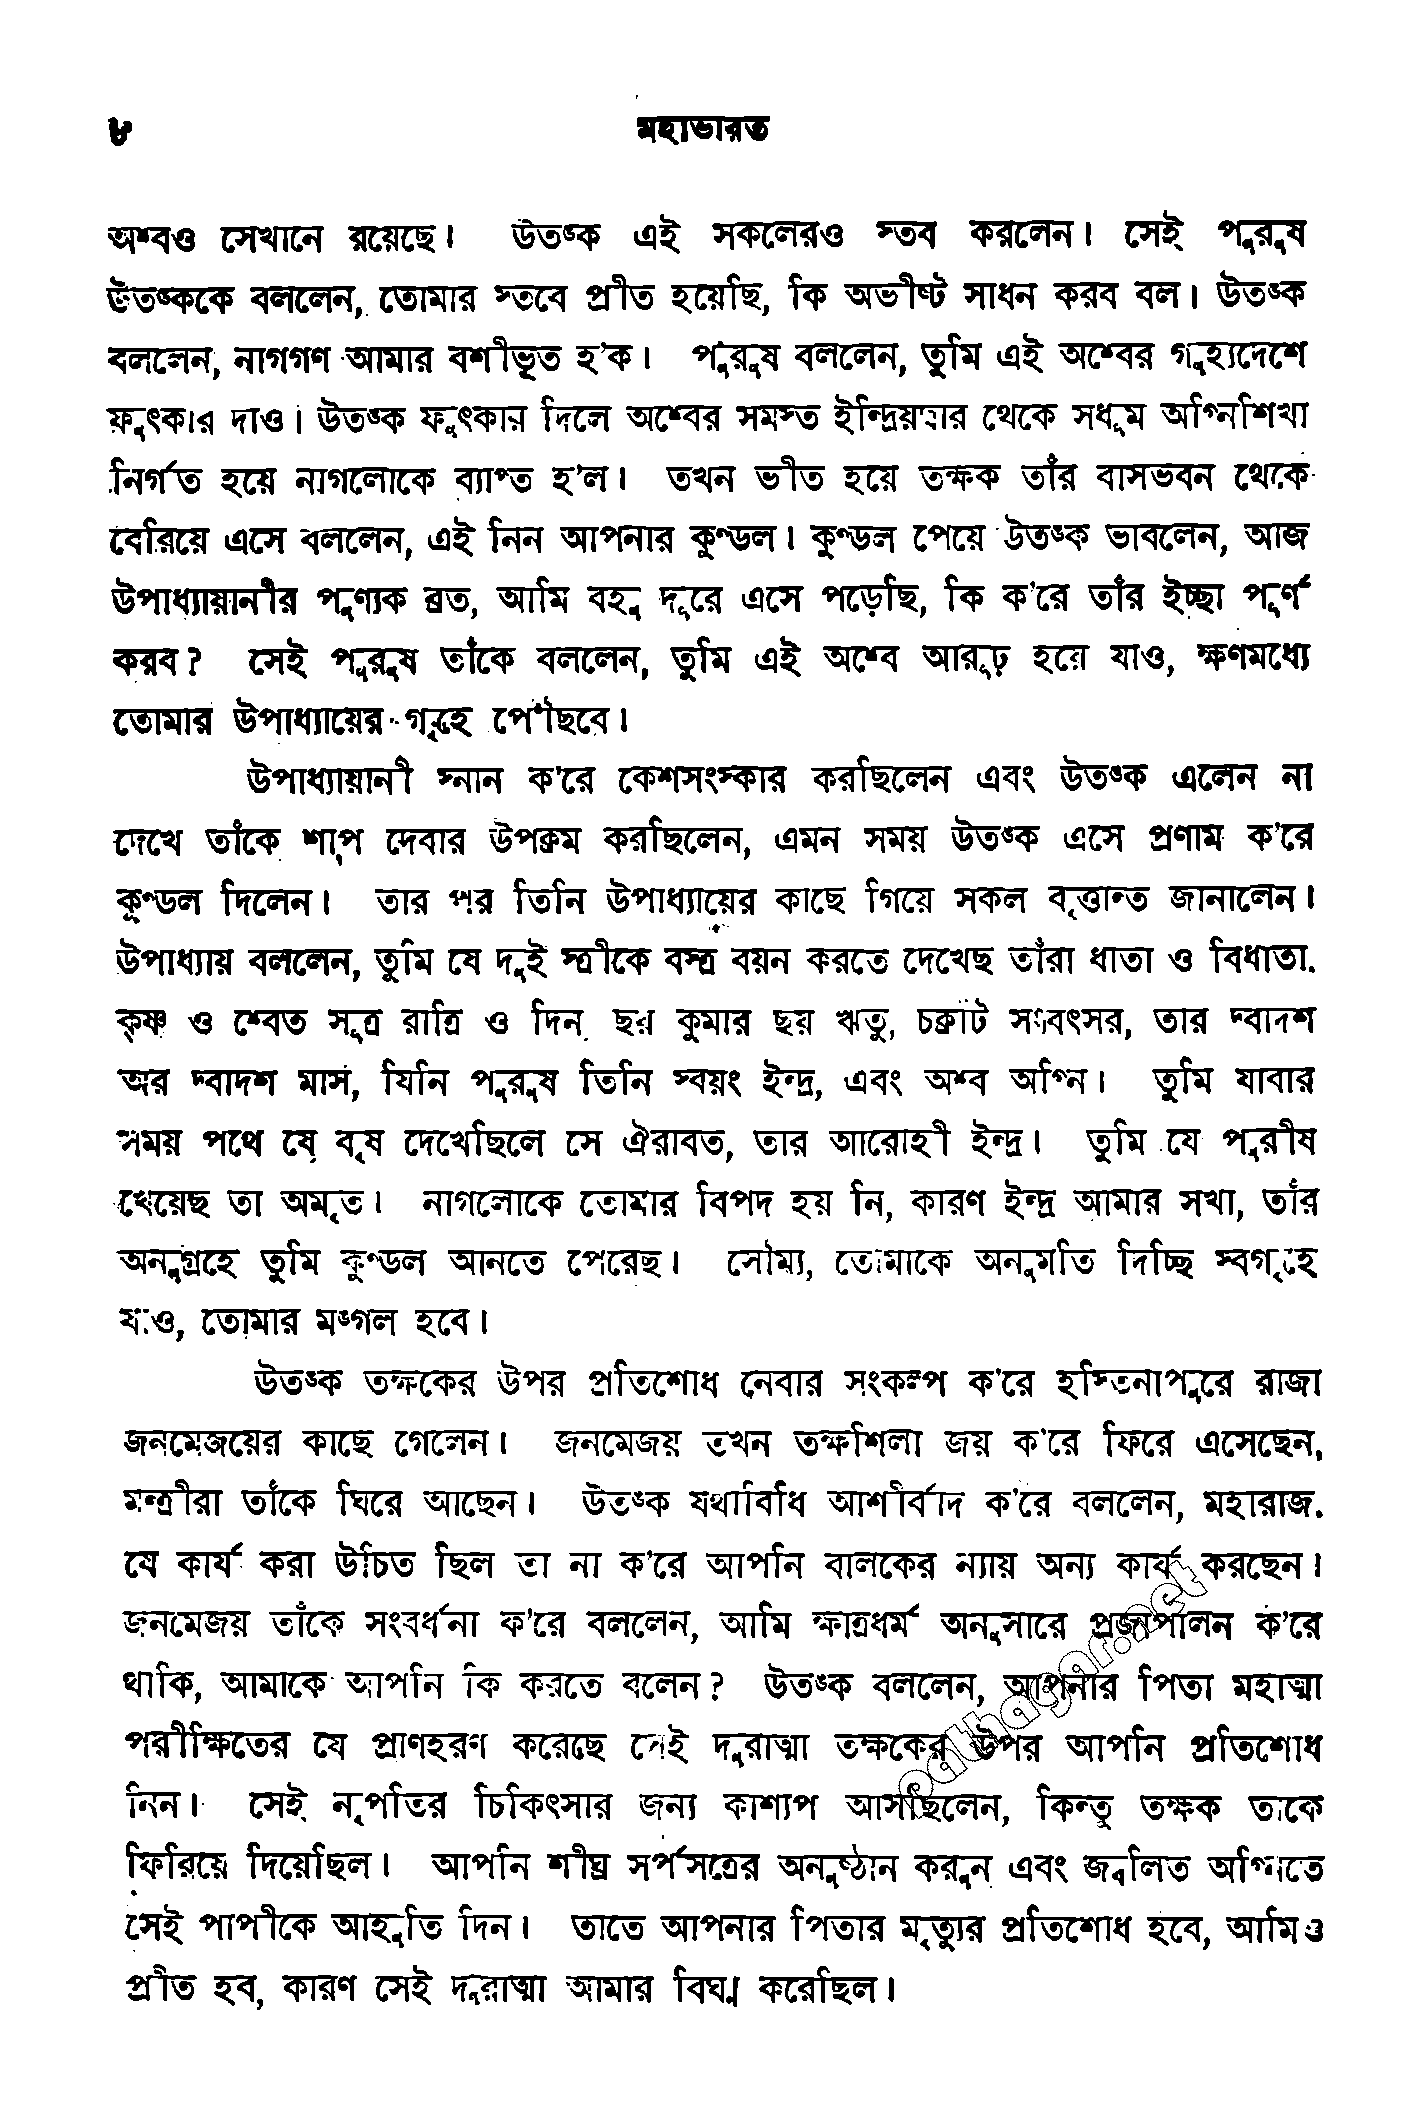 ৮ মহাভারত
অশ্বও সেখানে রয়েছে। উতঙ্ক এই সকলেরও স্তব করলেন। সেই পুরুষ
উতঙ্ককে বললেন, তোমার স্তবে প্রীত হয়েছি, কি অভীষ্ট সাধন করব বল। উতঙ্ক
বললেন, নাগগণ আমার বশীভূত হ'ক। পুরুষ বললেন, তুমি এই অশ্বের গুহ্যদেশে
ফুৎকার দাও। উতঙ্ক ফুৎকার দিলে অশ্বের সমস্ত ইন্দ্রিয়দ্বার থেকে সধূম অগ্নিশিখা
নির্গত হয়ে নাগলোকে ব্যাপ্ত হ'ল। তখন ভীত হয়ে তক্ষক তাঁর বাসভবন থেকে
বেরিয়ে এসে বললেন, এই নিন আপনার কুণ্ডল। কুণ্ডল পেয়ে উতঙ্ক ভাবলেন, আজ
উপাধ্যায়ানীর পুণ্যক ব্রত, আমি বহু দূরে এসে পড়েছি, কি ক'রে তাঁর ইচ্ছা পূর্ণ
করব? সেই পুরুষ তাঁকে বললেন, তুমি এই অশ্বে আরূঢ় হয়ে যাও, ক্ষণমধ্যে
তোমার উপাধ্যায়ের গৃহে পৌঁছবে।
উপাধ্যায়ানী স্নান ক'রে কেশসংস্কার করছিলেন এবং উতঙ্ক এলেন না
দেখে তাঁকে শাপ দেবার উপক্রম করছিলেন, এমন সময় উতঙ্ক এসে প্রণাম ক'রে
কুণ্ডল দিলেন। তার পর তিনি উপাধ্যায়ের কাছে গিয়ে সকল বৃত্তান্ত জানালেন।
উপাধ্যায় বললেন, তুমি যে দুই স্ত্রীকে বস্ত্র বয়ন করতে দেখেছ তাঁরা ধাতা ও বিধাতা,
কৃষ্ণ ও শ্বেত সূত্র রাত্রি ও দিন, ছয় কুমার ছয় ঋতু, চক্রটি সংবৎসর, তার দ্বাদশ
অর দ্বাদশ মাস, যিনি পুরুষ তিনি স্বয়ং ইন্দ্র, এবং অশ্ব অগ্নি। তুমি যাবার
সময় পথে যে বৃষ দেখেছিলে সে ঐরাবত, তার আরোহী ইন্দ্র। তুমি যে পুরীষ
খেয়েছ তা অমৃত। নাগলোকে তোমার বিপদ হয় নি, কারণ ইন্দ্র আমার সখা, তাঁর
অনুগ্রহে তুমি কুণ্ডল আনতে পেরেছ। সৌম্য, তোমাকে অনুমতি দিচ্ছি স্বগৃহে
যাও, তোমার মঙ্গল হবে।
উতঙ্ক তক্ষকের উপর প্রতিশোধ নেবার সংকল্প ক'রে হস্তিনাপুরে রাজা
জনমেজয়ের কাছে গেলেন। জনমেজয় তখন তক্ষশিলা জয় ক'রে ফিরে এসেছেন,
মন্ত্রীরা তাঁকে ঘিরে আছেন। উতঙ্ক যথাবিধি আশীর্বাদ ক'রে বললেন, মহারাজ,
যে কার্য করা উচিত ছিল তা না ক'রে আপনি বালকের ন্যায় অন্য কার্য করছেন।
জনমেজয় তাঁকে সংবর্ধনা ক'রে বললেন, আমি ক্ষাত্রধর্ম অনুসারে প্রজাপালন ক'রে
থাকি, আমাকে আপনি কি করতে বলেন? উতঙ্ক বললেন, আপনার পিতা মহাত্মা
পরীক্ষিতের যে প্রাণহরণ করেছে সেই দুরাত্মা তক্ষকের উপর আপনি প্রতিশোধ
নিন। সেই নৃপতির চিকিৎসার জন্য কাশ্যপ আসছিলেন, কিন্তু তক্ষক তাকে
ফিরিয়ে দিয়েছিল। আপনি শীঘ্র সর্পসত্রের অনুষ্ঠান করুন এবং জ্বলিত অগ্নিতে
সেই পাপীকে আহুতি দিন। তাতে আপনার পিতার মৃত্যুর প্রতিশোধ হবে, আমিও
প্রীত হব, কারণ সেই দুরাত্মা আমার বিঘ্ন করেছিল।
pathagar.net